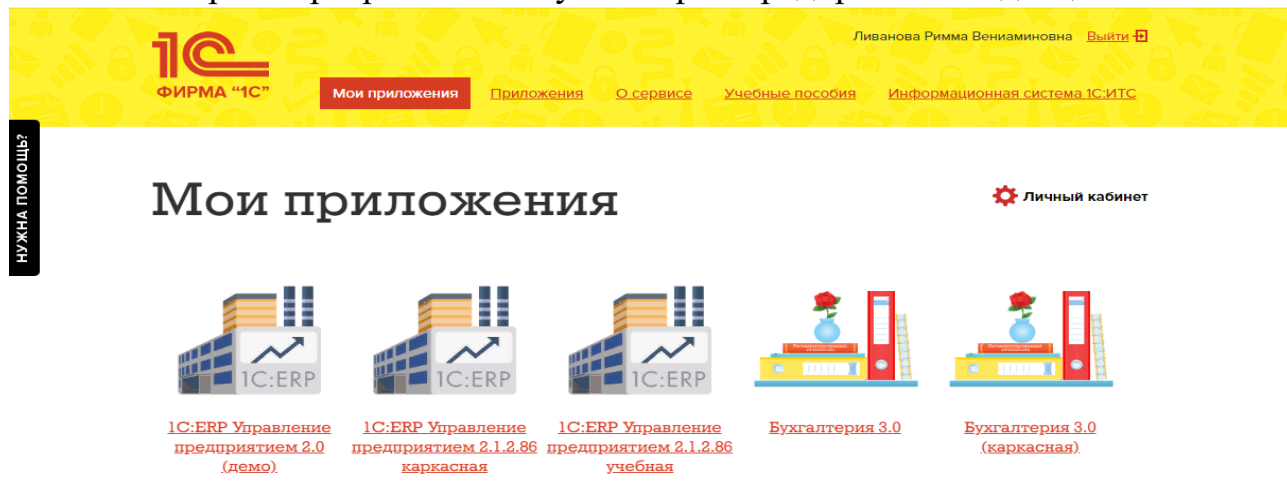 Ливанова Римма Вениаминовна Выйти
1С
ФИРМА “1С”
Мои приложения Приложения О сервисе Учебные пособия Информационная система 1С:ИТС
НУЖНА ПОМОЩЬ?
Мои приложения
Личный кабинет
1C:ERP
1C:ERP
1C:ERP
1С:ERP Управление
предприятием 2.0
(демо)
1С:ERP Управление
предприятием 2.1.2.86
каркасная
1С:ERP Управление
предприятием 2.1.2.86
учебная
Бухгалтерия 3.0
Бухгалтерия 3.0
(каркасная)